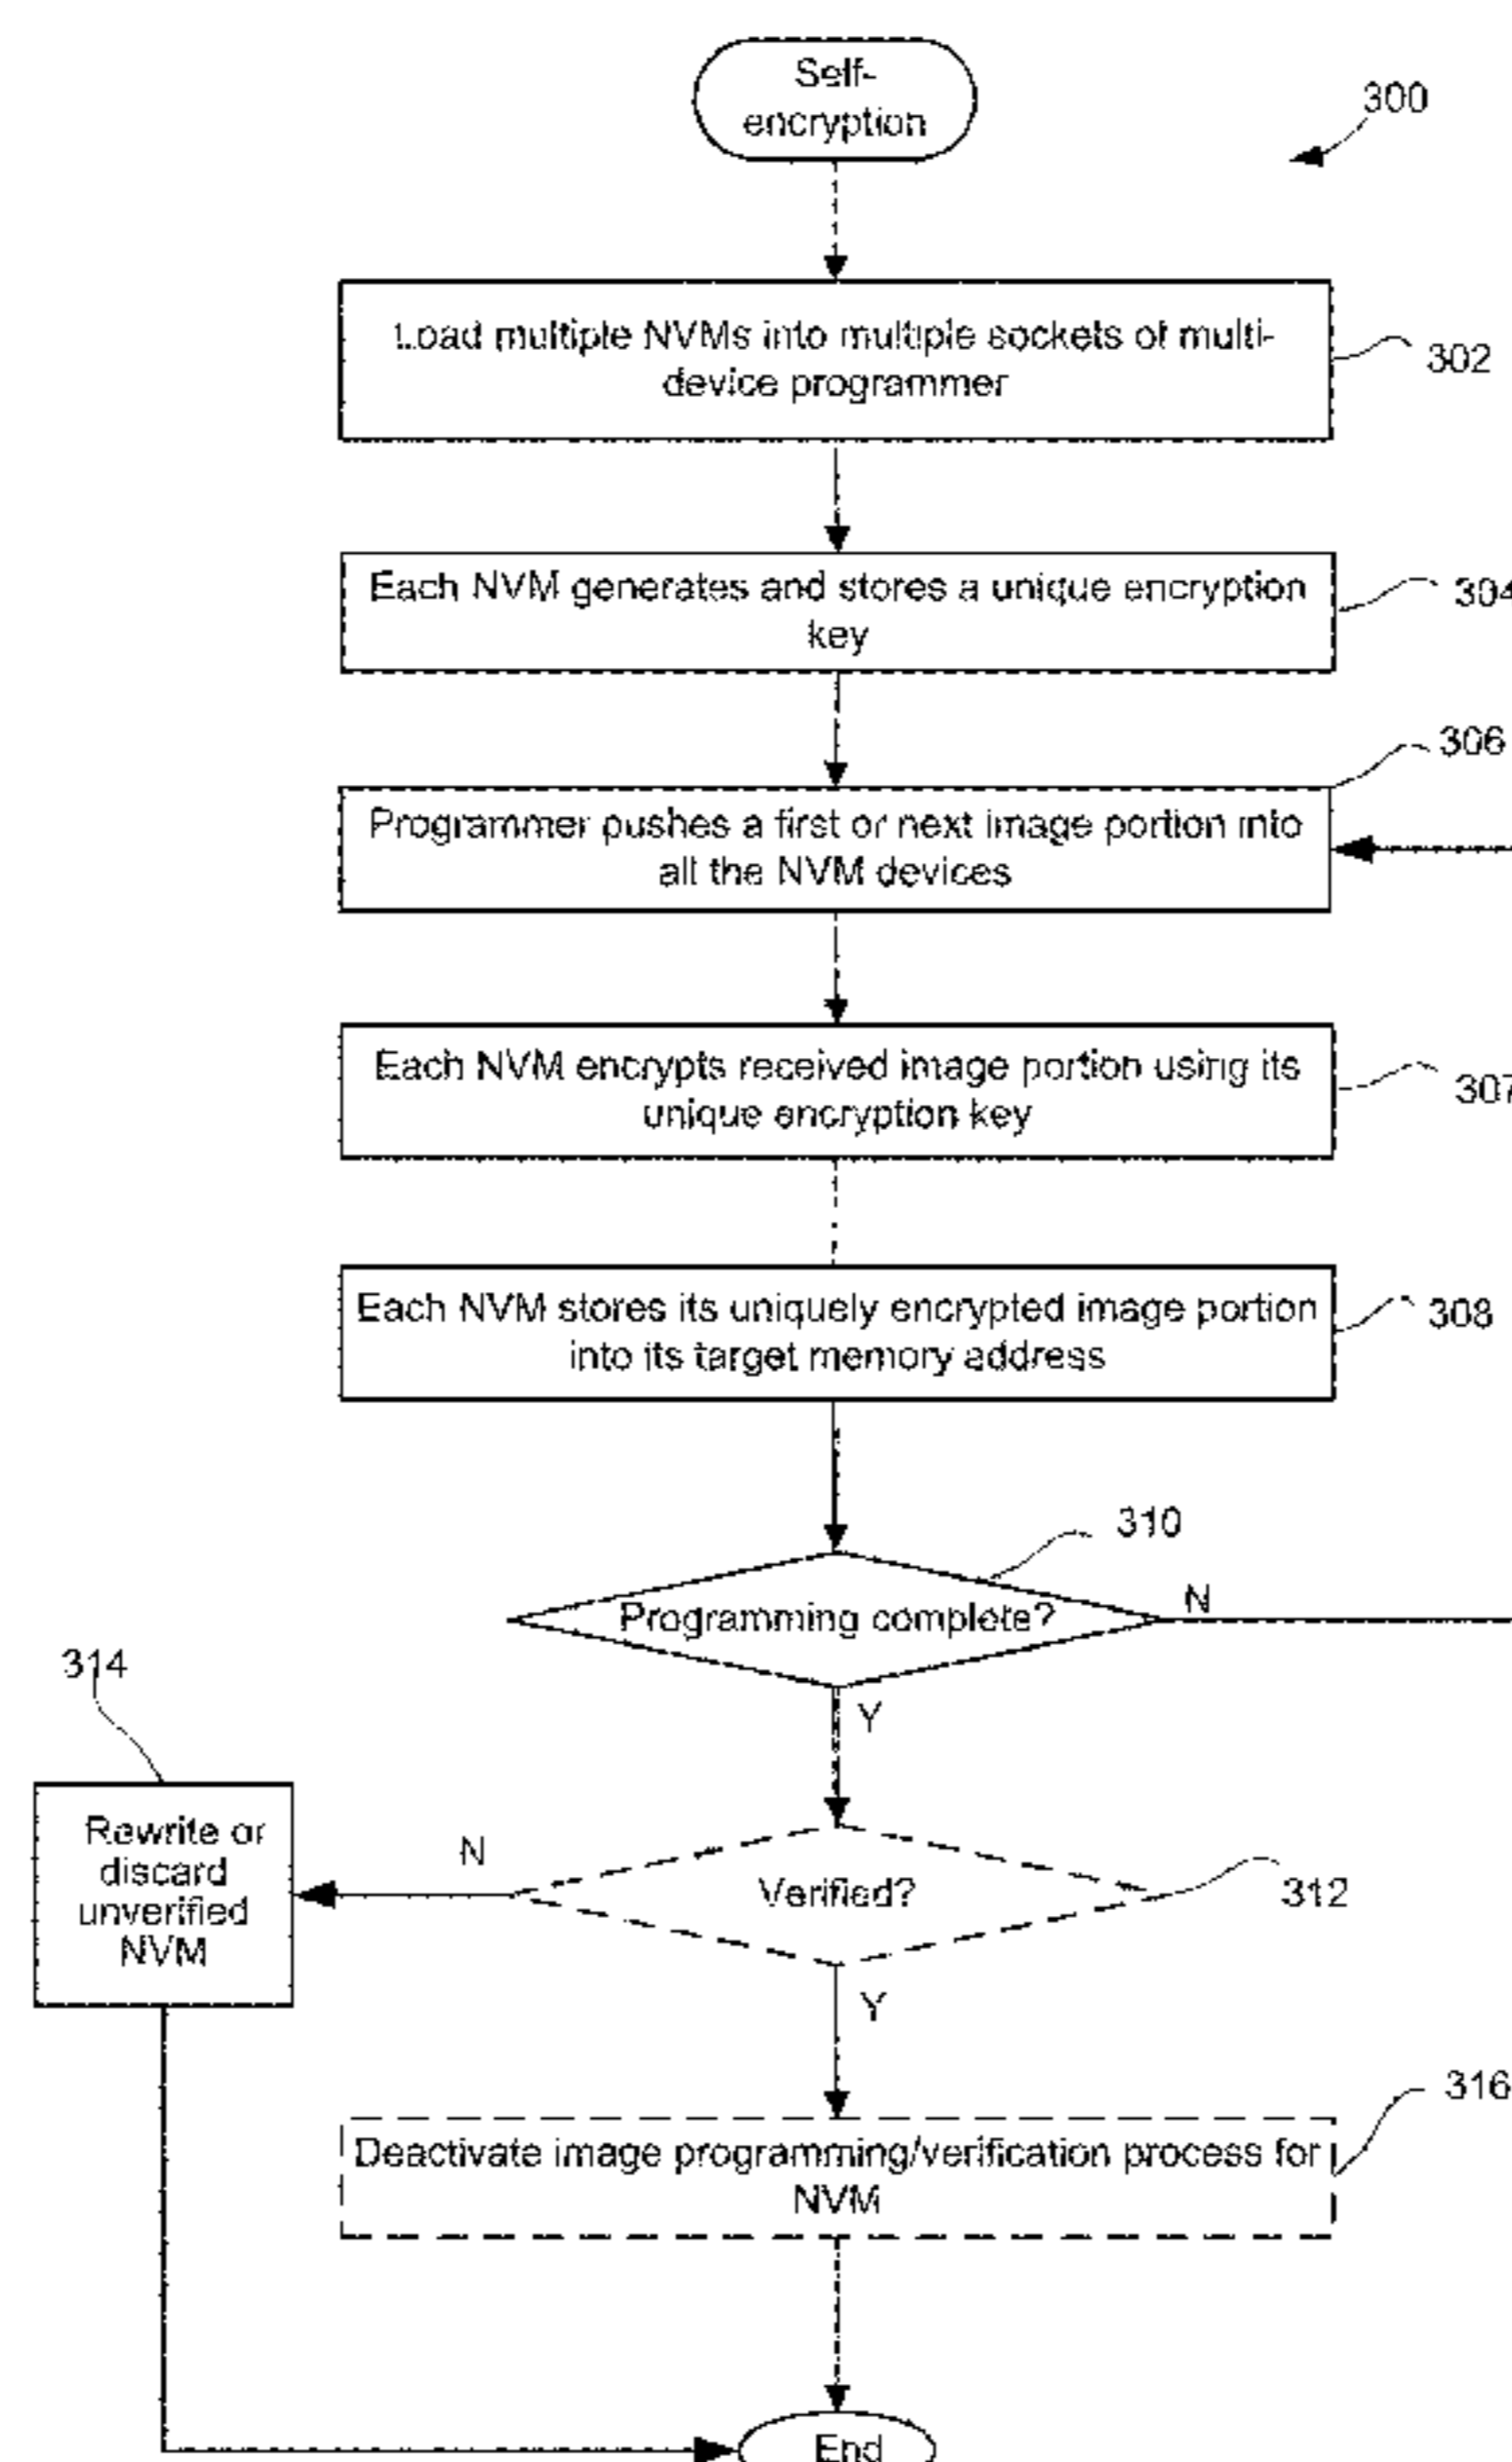 Self-
encryption
300
Load multiple NVMs into multiple sockets of multi-
device programmer
302
Each NVM generates and stores a unique encryption
key
304
306
Programmer pushes a first or next image portion into
all the NVM devices
Each NVM encrypts received image portion using its
unique encryption key
307
Each NVM stores its uniquely encrypted image portion
into its target memory address
308
310
Programming complete?
N
Y
314
Rewrite or
discard
unverified
NVM
N
Verified?
312
Y
316
Deactivate image programming/verification process for
NVM
End